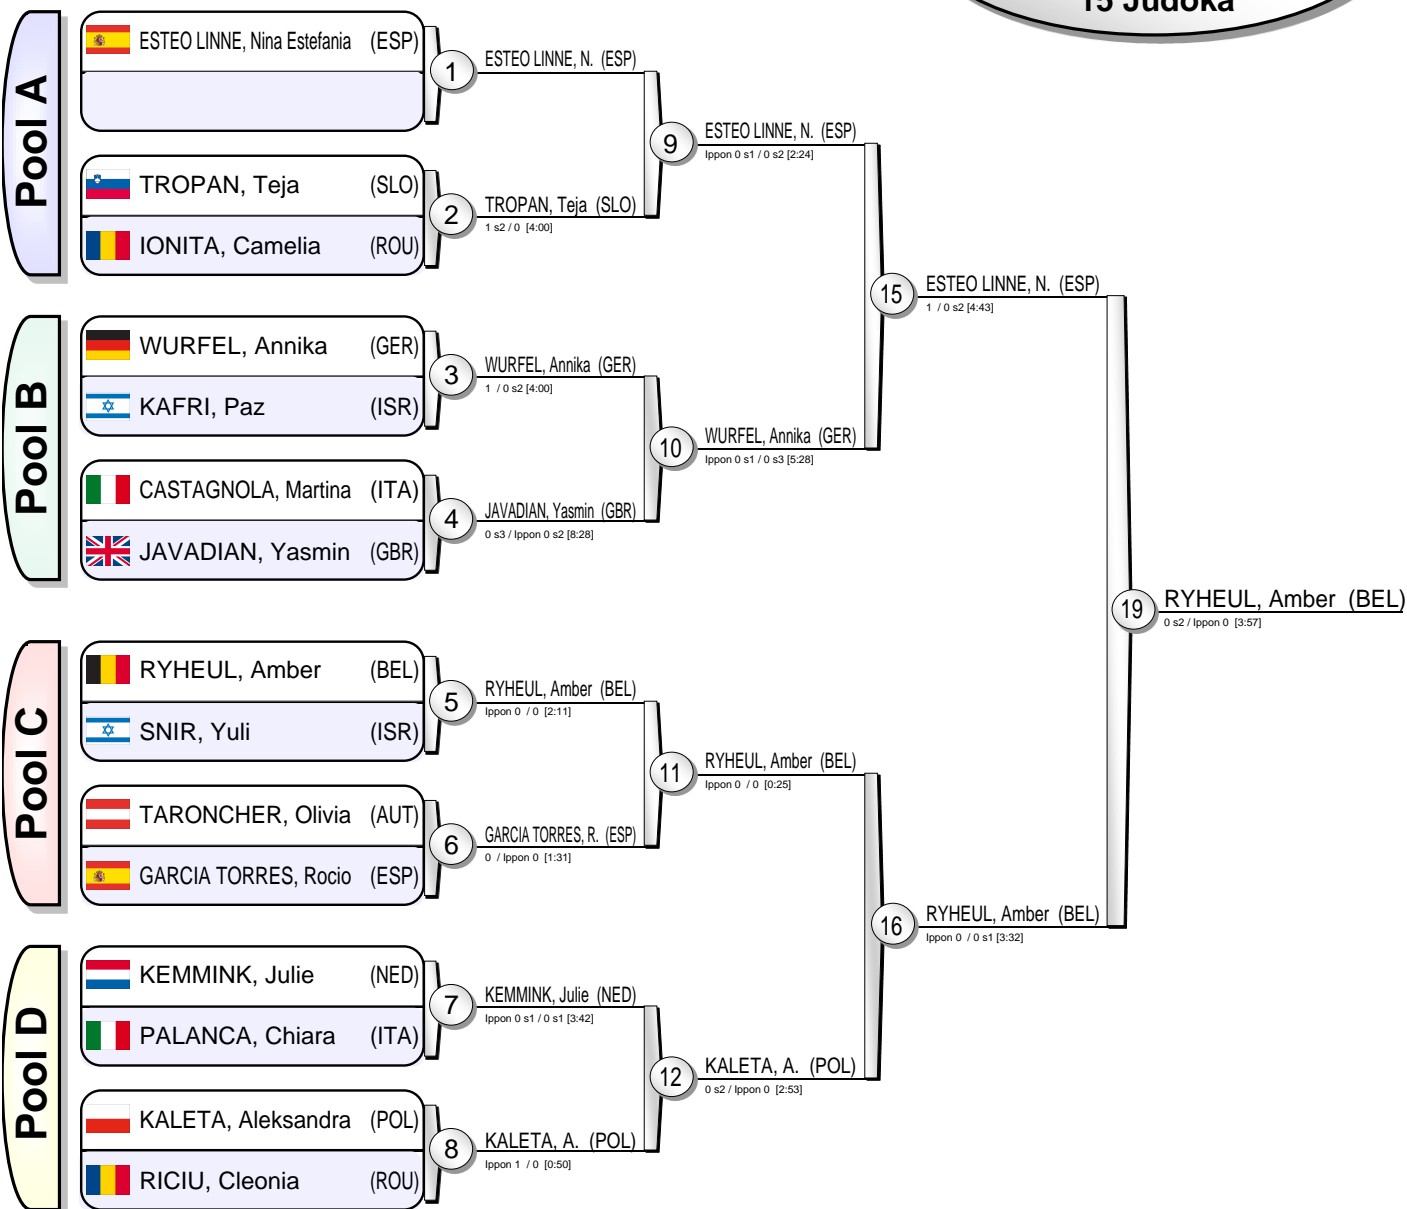 15 Judoka
Pool A
ESTEO LINNE, Nina Estefania (ESP)
1
ESTEO LINNE, N. (ESP)
TROPAN, Teja (SLO)
IONITA, Camelia (ROU)
2
TROPAN, Teja (SLO)
1 s2 / 0 [4:00]
9
ESTEO LINNE, N. (ESP)
Ippon 0 s1 / 0 s2 [2:24]
Pool B
WURFEL, Annika (GER)
KAFRI, Paz (ISR)
3
WURFEL, Annika (GER)
1 / 0 s2 [4:00]
CASTAGNOLA, Martina (ITA)
JAVADIAN, Yasmin (GBR)
4
JAVADIAN, Yasmin (GBR)
0 s3 / Ippon 0 s2 [8:28]
10
WURFEL, Annika (GER)
Ippon 0 s1 / 0 s3 [5:28]
15
ESTEO LINNE, N. (ESP)
1 / 0 s2 [4:43]
Pool C
RYHEUL, Amber (BEL)
SNIR, Yuli (ISR)
5
RYHEUL, Amber (BEL)
Ippon 0 / 0 [2:11]
TARONCHER, Olivia (AUT)
GARCIA TORRES, Rocio (ESP)
6
GARCIA TORRES, R. (ESP)
0 / Ippon 0 [1:31]
11
RYHEUL, Amber (BEL)
Ippon 0 / 0 [0:25]
Pool D
KEMMINK, Julie (NED)
PALANCA, Chiara (ITA)
7
KEMMINK, Julie (NED)
Ippon 0 s1 / 0 s1 [3:42]
KALETA, Aleksandra (POL)
RICIU, Cleonia (ROU)
8
KALETA, A. (POL)
Ippon 1 / 0 [0:50]
12
KALETA, A. (POL)
0 s2 / Ippon 0 [2:53]
16
RYHEUL, Amber (BEL)
Ippon 0 / 0 s1 [3:32]
19
RYHEUL, Amber (BEL)
0 s2 / Ippon 0 [3:57]